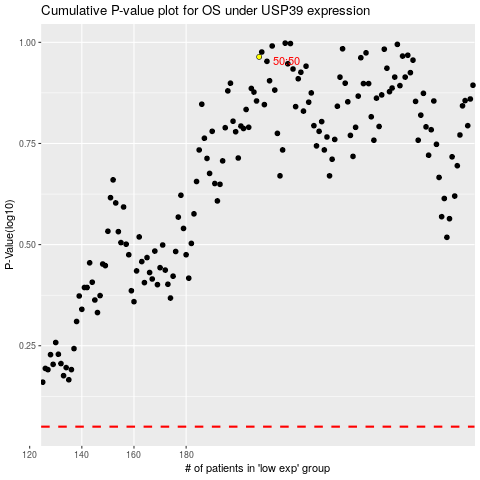 Cumulative P-value plot for OS under USP39 expression
1.00
50:50
0.75
P-Value(log10)
0.50
0.25
120 140 160 180
# of patients in 'low exp' group